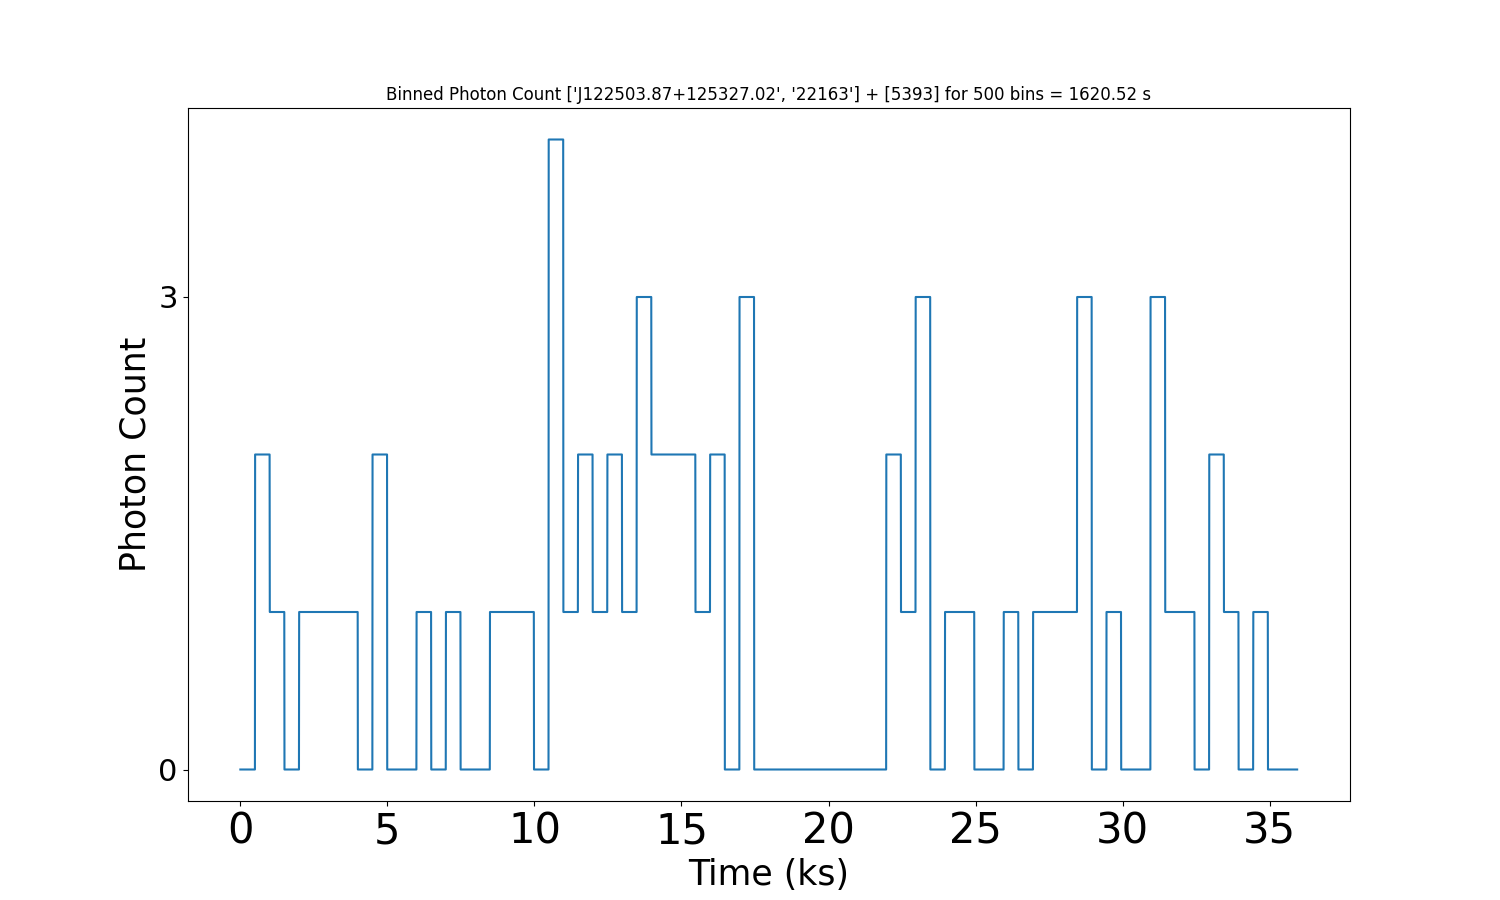 Binned Photon Count ['J122503.87+125327.02', '22163'] + [5393] for 500 bins = 1620.52 s
3
Photon Count
0
0 5 10 15 20 25 30 35
Time (ks)